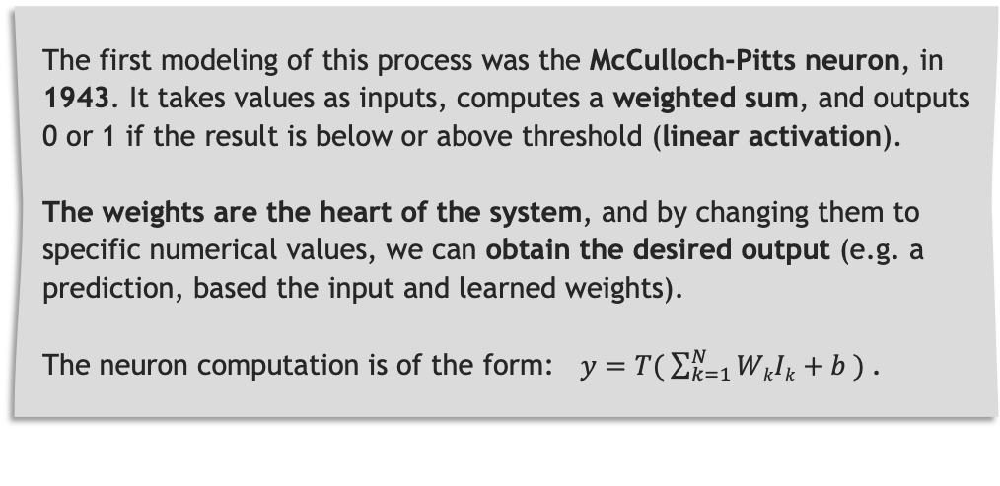 The first modeling of this process was the McCulloch-Pitts neuron, in
1943. It takes values as inputs, computes a weighted sum, and outputs
0 or 1 if the result is below or above threshold (linear activation).
The weights are the heart of the system, and by changing them to
specific numerical values, we can obtain the desired output (e.g. a
prediction, based the input and learned weights).
The neuron computation is of the form: y = T( ∑ᴺₖ₌₁ WₖIₖ + b ) .